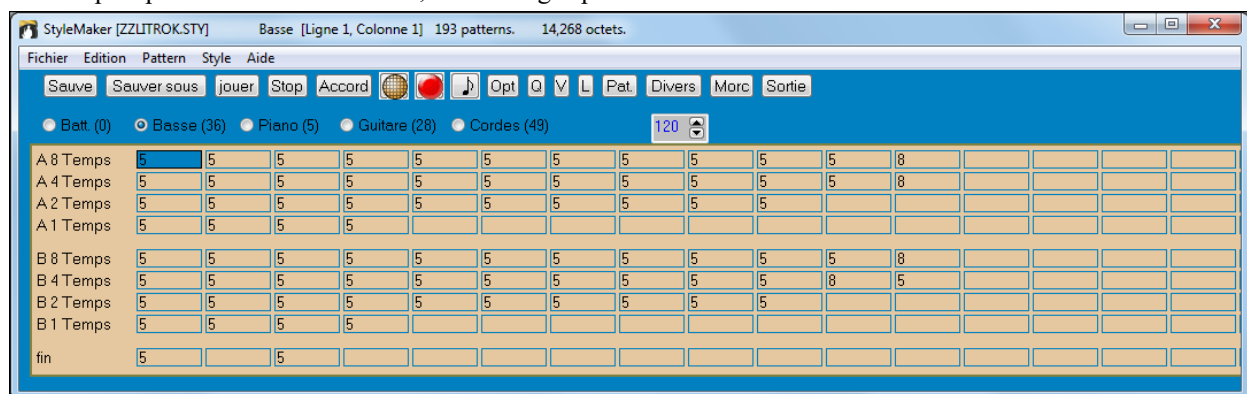 StyleMaker [ZZLITROK.STY] Basse [Ligne 1, Colonne 1] 193 patterns. 14,268 octets.
Fichier Edition Pattern Style Aide
Sauve Sauver sous jouer Stop Accord Opt Q V L Pat. Divers Morc Sortie
Batt. (0) Basse (36) Piano (5) Guitare (28) Cordes (49) 120
A 8 Temps 5 5 5 5 5 5 5 5 5 5 5 8
A 4 Temps 5 5 5 5 5 5 5 5 5 5 5 8
A 2 Temps 5 5 5 5 5 5 5 5 5 5
A 1 Temps 5 5 5 5
B 8 Temps 5 5 5 5 5 5 5 5 5 5 5 8
B 4 Temps 5 5 5 5 5 5 5 5 5 5 8 5
B 2 Temps 5 5 5 5 5 5 5 5 5 5
B 1 Temps 5 5 5 5
fin 5 5